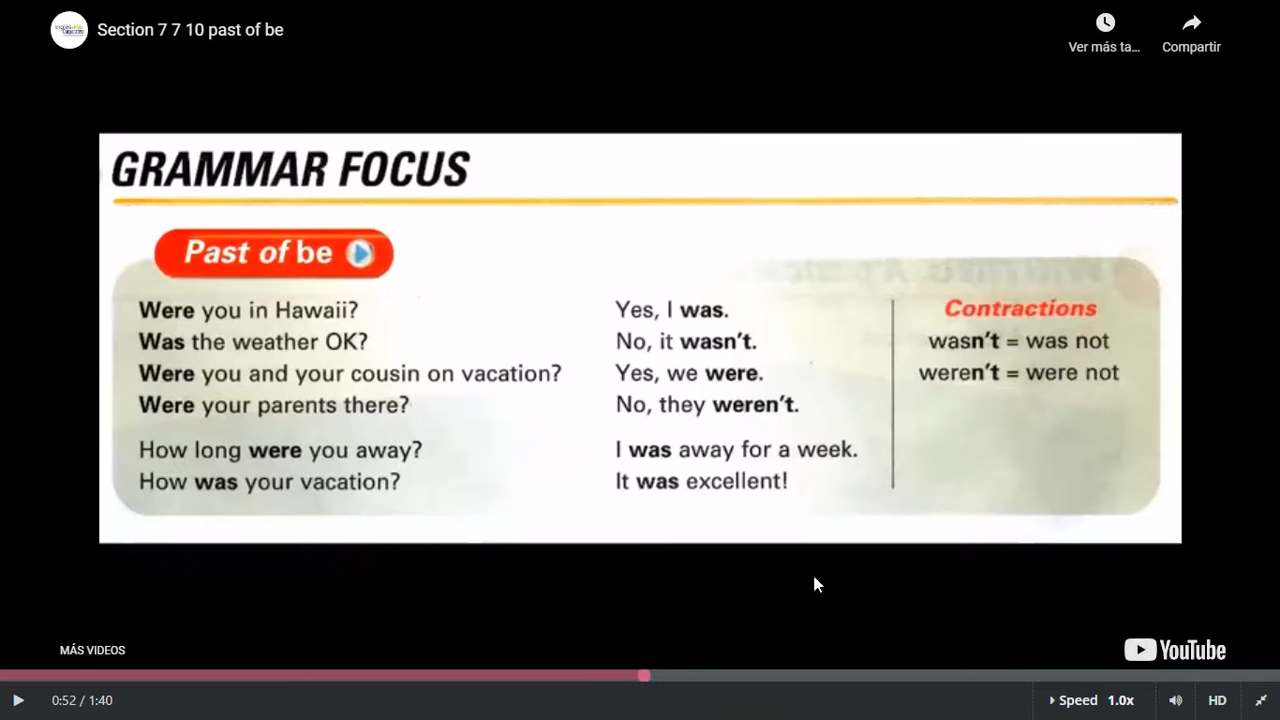 Section 7 7 10 past of be
Ver más ta...
Compartir
GRAMMAR FOCUS
Past of be
Were you in Hawaii?
Yes, I was.
Was the weather OK?
No, it wasn't.
Were you and your cousin on vacation?
Yes, we were.
Were your parents there?
No, they weren't.
How long were you away?
I was away for a week.
How was your vacation?
It was excellent!
Contractions
wasn't = was not
weren't = were not
MÁS VIDEOS
YouTube
0:52 / 1:40
Speed 1.0x
HD